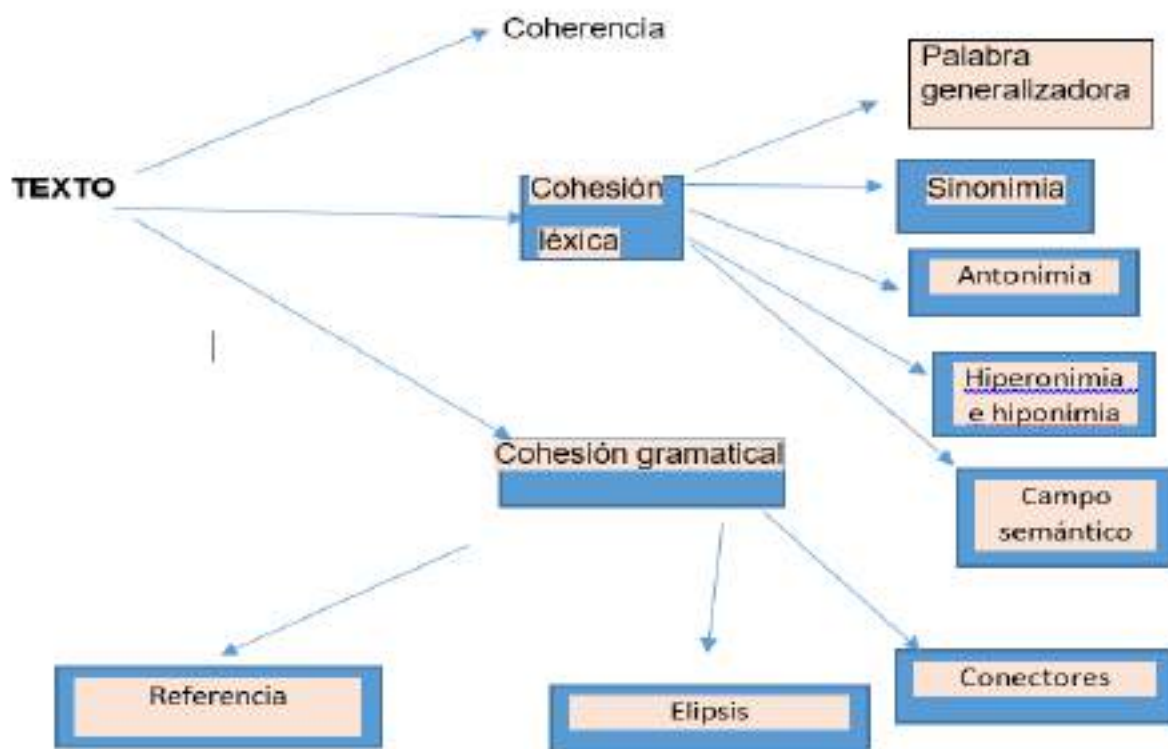 Coherencia
Palabra
generalizadora
TEXTO
Cohesión
léxica
Sinonimia
Antonimia
Hiperonimia
e hiponimia
Cohesión gramatical
Campo
semántico
Referencia
Elipsis
Conectores